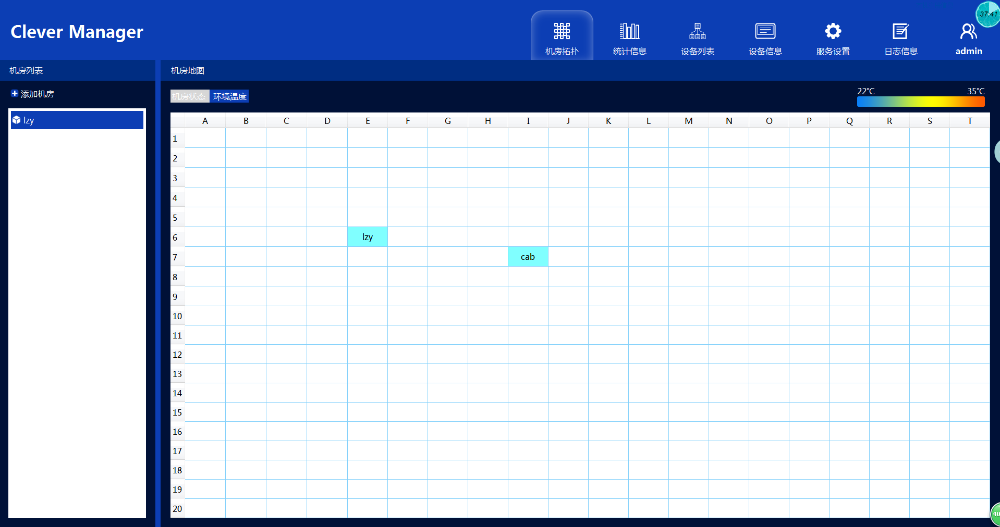 Clever Manager
机房拓扑
统计信息
设备列表
设备信息
服务设置
日志信息
admin
37:41
机房列表
添加机房
lzy
机房地图
机房状态 环境温度
22℃ 35℃
A B C D E F G H I J K L M N O P Q R S T
1
2
3
4
5
6 lzy
7 cab
8
9
10
11
12
13
14
15
16
17
18
19
20
40